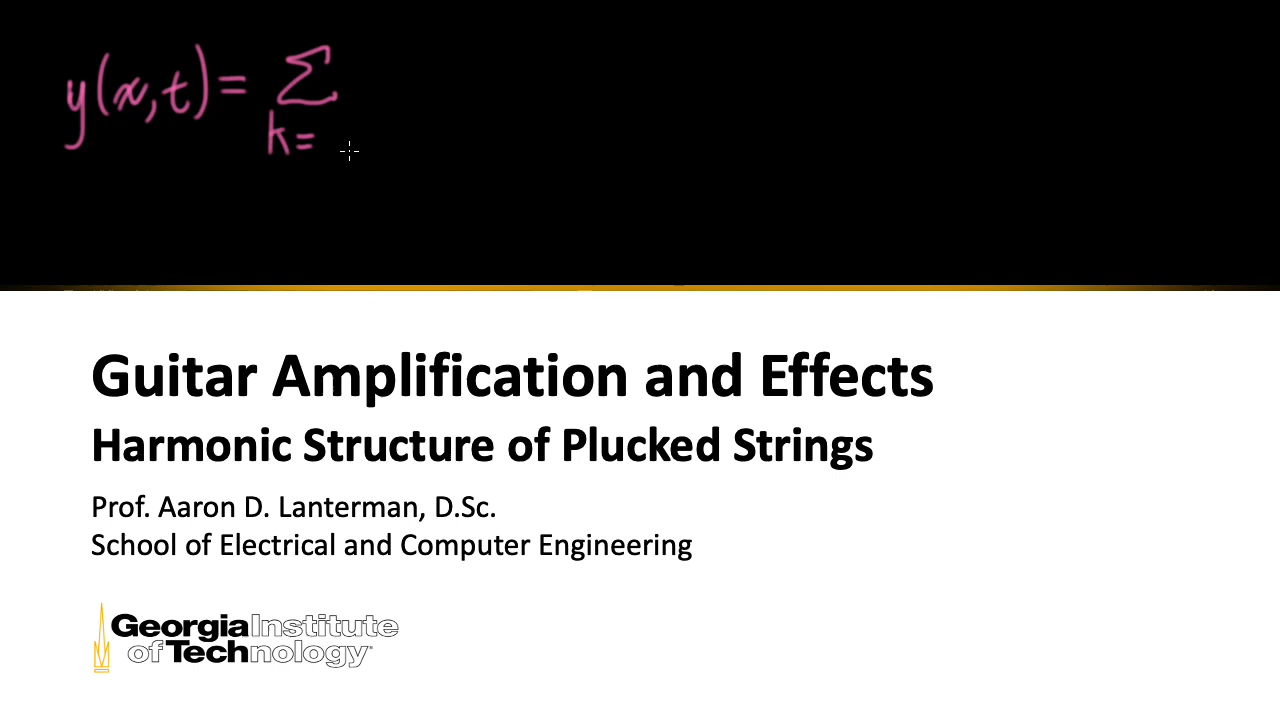 y(x,t) = Σ
k =
Guitar Amplification and Effects
Harmonic Structure of Plucked Strings
Prof. Aaron D. Lanterman, D.Sc.
School of Electrical and Computer Engineering
Georgia Institute
of Technology